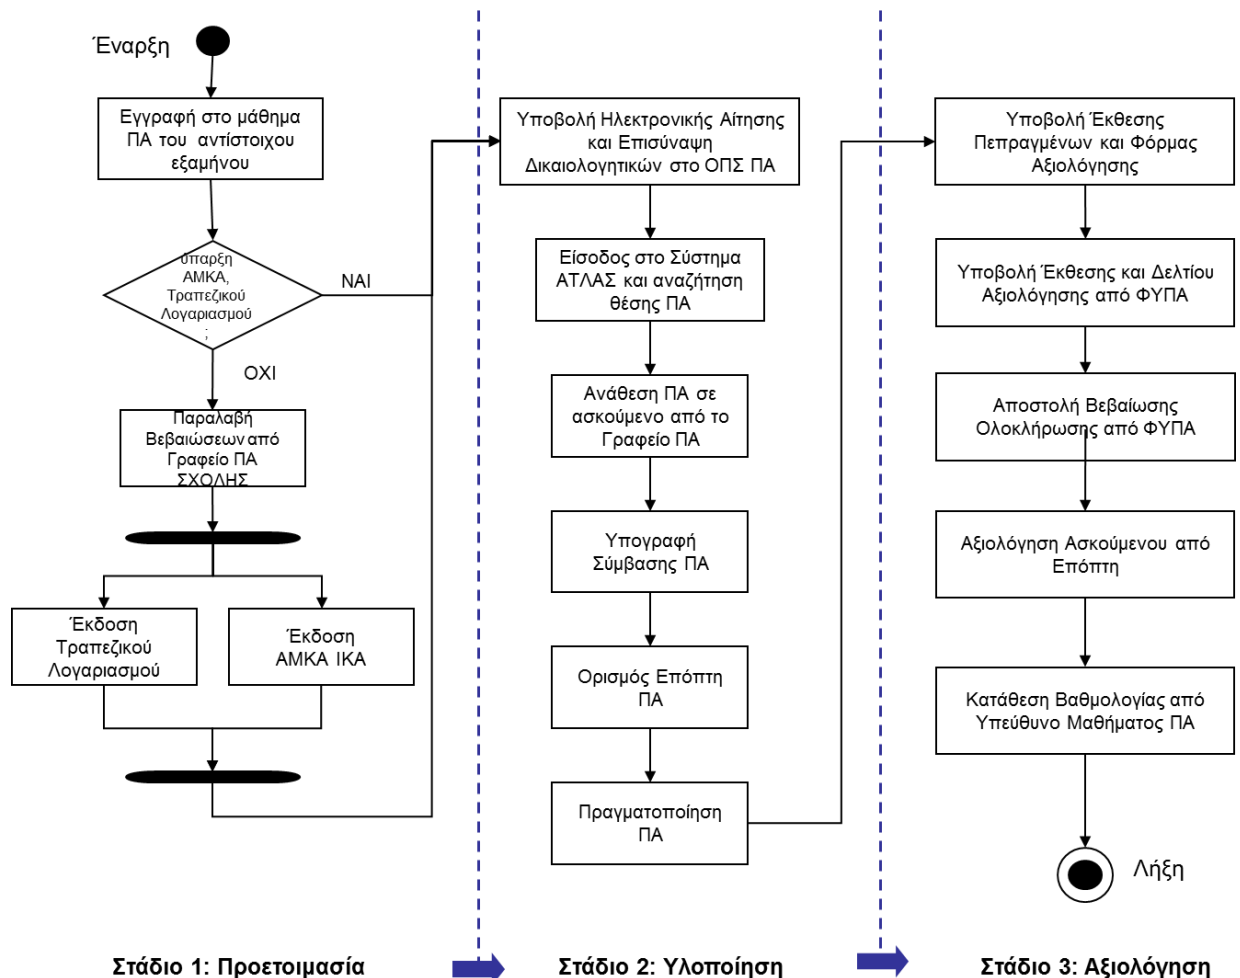 Έναρξη
Εγγραφή στο μάθημα
ΠΑ του αντίστοιχου
εξαμήνου
ύπαρξη
ΑΜΚΑ,
Τραπεζικού
Λογαριασμού
;
ΝΑΙ
ΟΧΙ
Παραλαβή
Βεβαιώσεων από
Γραφείο ΠΑ
ΣΧΟΛΗΣ
Έκδοση
Τραπεζικού
Λογαριασμού
Έκδοση
ΑΜΚΑ ΙΚΑ
Υποβολή Ηλεκτρονικής Αίτησης
και Επισύναψη
Δικαιολογητικών στο ΟΠΣ ΠΑ
Είσοδος στο Σύστημα
ΑΤΛΑΣ και αναζήτηση
θέσης ΠΑ
Ανάθεση ΠΑ σε
ασκούμενο από το
Γραφείο ΠΑ
Υπογραφή
Σύμβασης ΠΑ
Ορισμός Επόπτη
ΠΑ
Πραγματοποίηση
ΠΑ
Υποβολή Έκθεσης
Πεπραγμένων και Φόρμας
Αξιολόγησης
Υποβολή Έκθεσης και Δελτίου
Αξιολόγησης από ΦΥΠΑ
Αποστολή Βεβαίωσης
Ολοκλήρωσης από ΦΥΠΑ
Αξιολόγηση Ασκούμενου από
Επόπτη
Κατάθεση Βαθμολογίας από
Υπεύθυνο Μαθήματος ΠΑ
Λήξη
Στάδιο 1: Προετοιμασία
Στάδιο 2: Υλοποίηση
Στάδιο 3: Αξιολόγηση